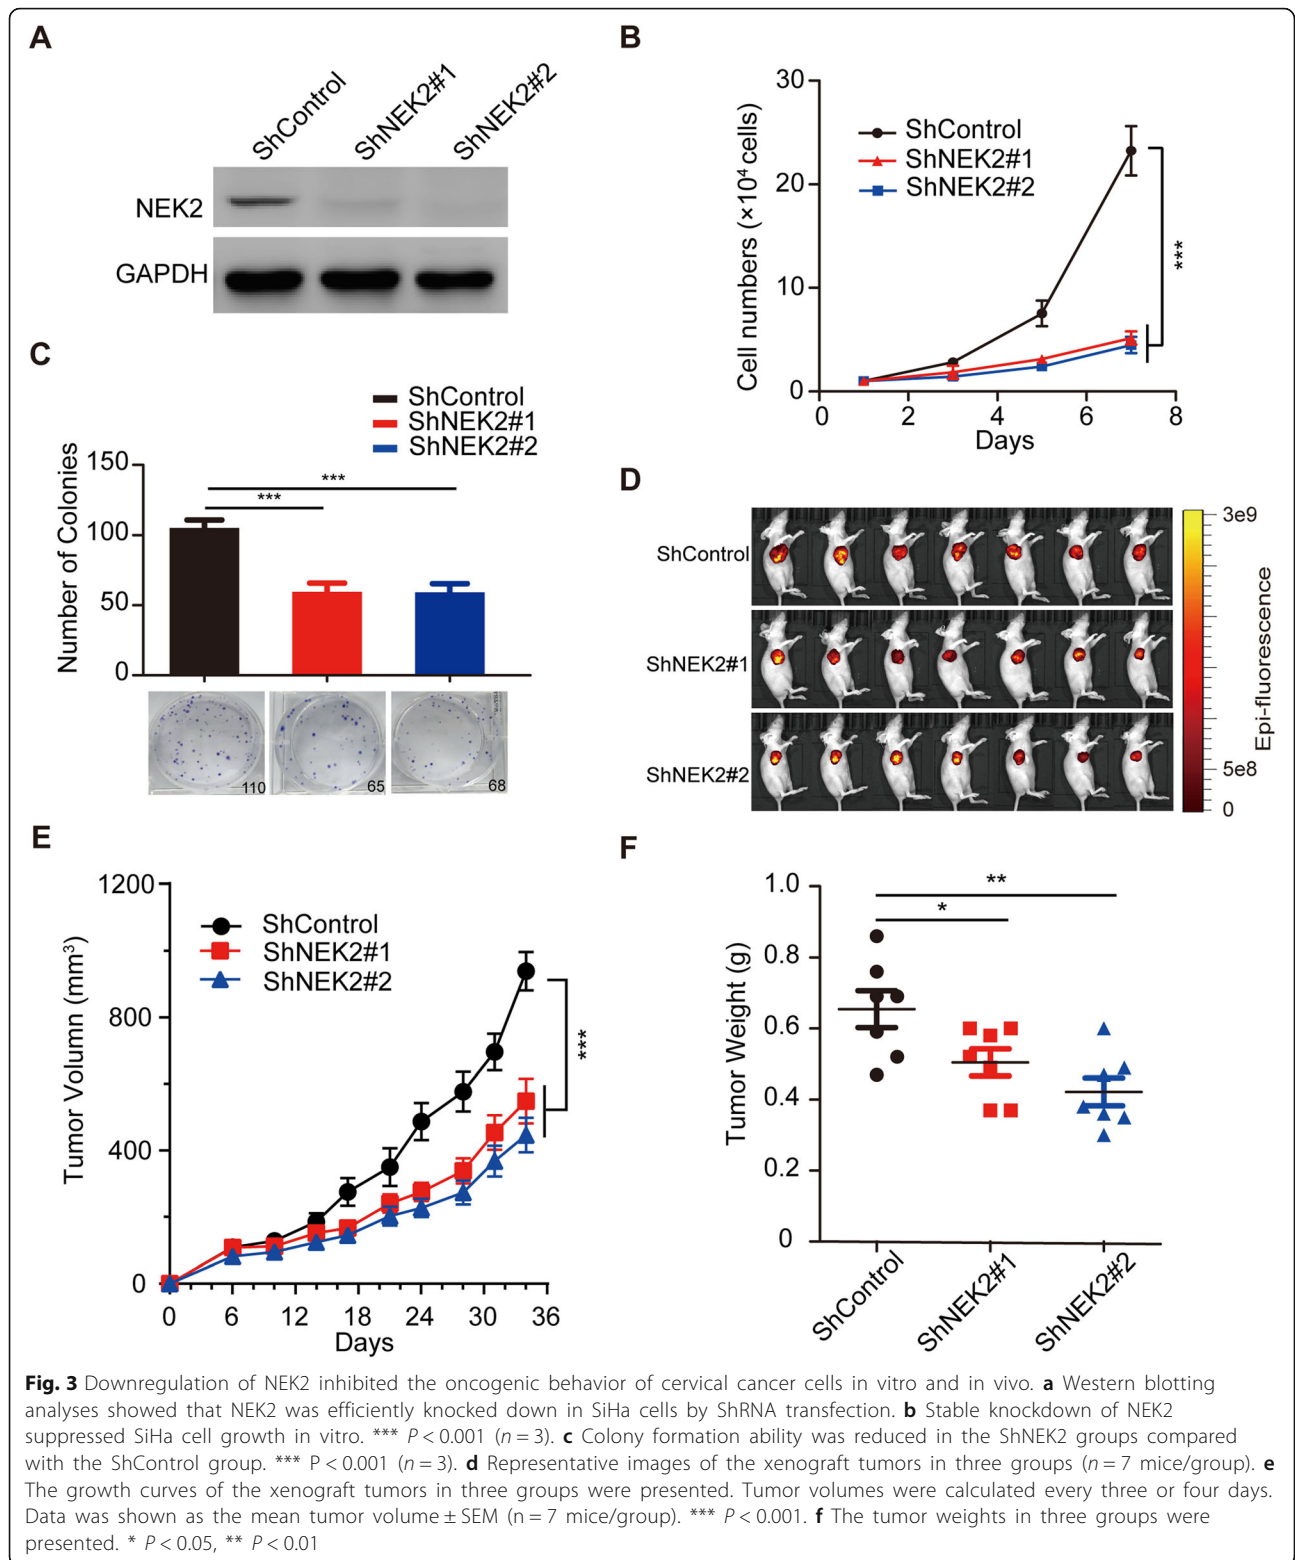 A
ShControl
ShNEK2#1
ShNEK2#2
NEK2
GAPDH
B
30
20
10
0
Cell numbers (×10⁴ cells)
ShControl
ShNEK2#1
ShNEK2#2
***
0 2 4 6 8
Days
C
ShControl
ShNEK2#1
ShNEK2#2
Number of Colonies
150
100
50
0
***
***
110
65
68
D
ShControl
ShNEK2#1
ShNEK2#2
3e9
5e8
0
Epi-fluorescence
E
1200
800
400
0
Tumor Volumn (mm³)
ShControl
ShNEK2#1
ShNEK2#2
***
0 6 12 18 24 30 36
Days
F
1.0
0.8
0.6
0.4
0.2
0
Tumor Weight (g)
**
*
ShControl
ShNEK2#1
ShNEK2#2
Fig. 3 Downregulation of NEK2 inhibited the oncogenic behavior of cervical cancer cells in vitro and in vivo. a Western blotting
analyses showed that NEK2 was efficiently knocked down in SiHa cells by ShRNA transfection. b Stable knockdown of NEK2
suppressed SiHa cell growth in vitro. *** P < 0.001 (n = 3). c Colony formation ability was reduced in the ShNEK2 groups compared
with the ShControl group. *** P < 0.001 (n = 3). d Representative images of the xenograft tumors in three groups (n = 7 mice/group). e
The growth curves of the xenograft tumors in three groups were presented. Tumor volumes were calculated every three or four days.
Data was shown as the mean tumor volume ± SEM (n = 7 mice/group). *** P < 0.001. f The tumor weights in three groups were
presented. * P < 0.05, ** P < 0.01